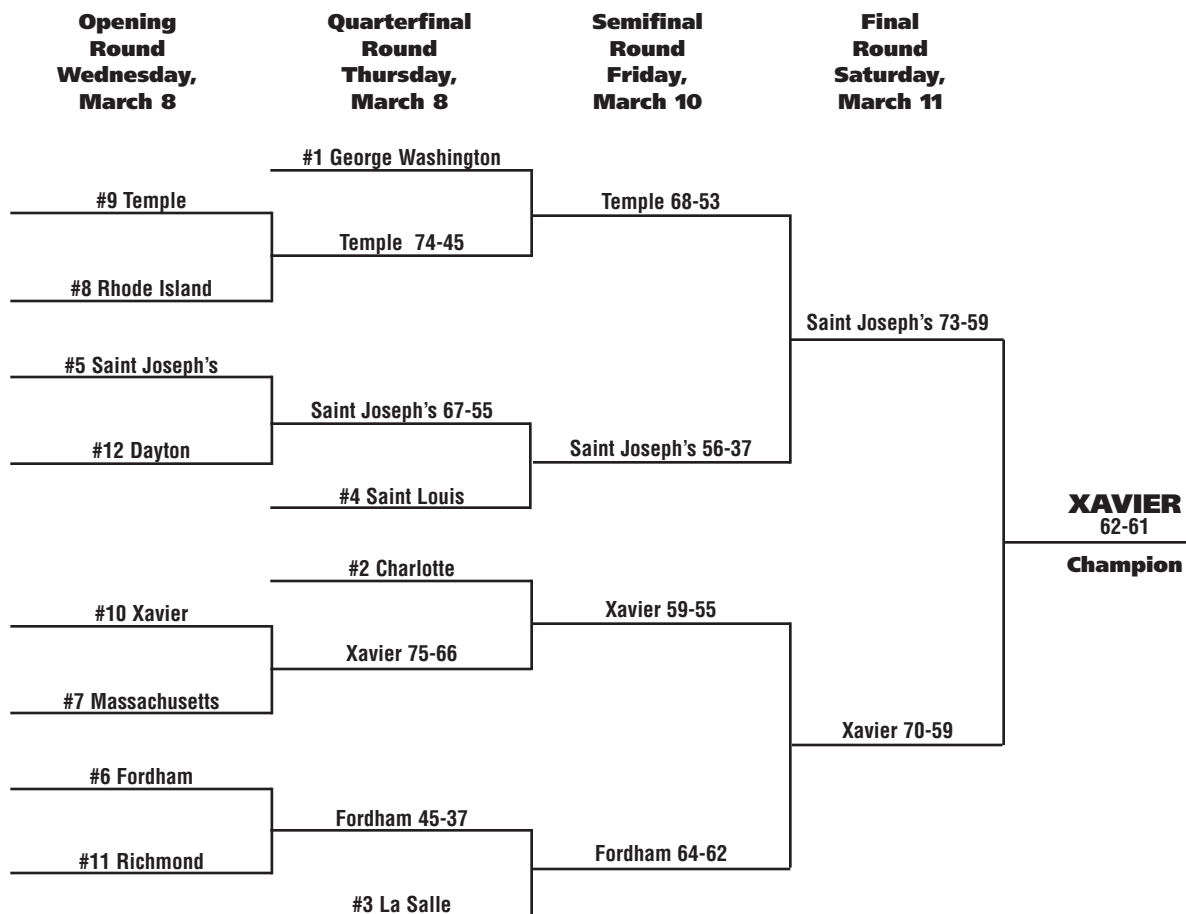 Opening
Round
Wednesday,
March 8
Quarterfinal
Round
Thursday,
March 8
Semifinal
Round
Friday,
March 10
Final
Round
Saturday,
March 11
#1 George Washington
#9 Temple
Temple 68-53
Temple 74-45
#8 Rhode Island
Saint Joseph's 73-59
#5 Saint Joseph's
Saint Joseph's 67-55
#12 Dayton
Saint Joseph's 56-37
#4 Saint Louis
XAVIER
62-61
Champion
#2 Charlotte
#10 Xavier
Xavier 59-55
Xavier 75-66
#7 Massachusetts
Xavier 70-59
#6 Fordham
Fordham 45-37
#11 Richmond
Fordham 64-62
#3 La Salle